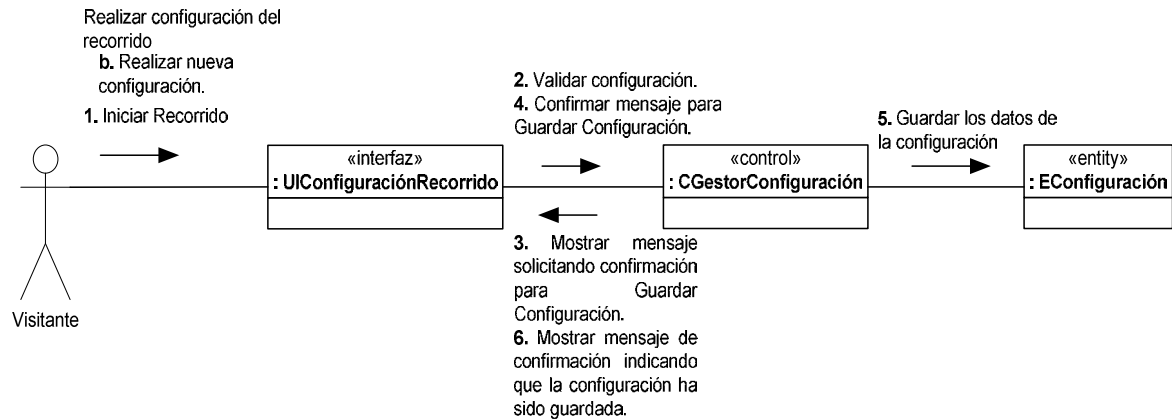 Realizar configuración del
recorrido
b. Realizar nueva
configuración.
1. Iniciar Recorrido
2. Validar configuración.
4. Confirmar mensaje para
Guardar Configuración.
5. Guardar los datos de
la configuración
«interfaz»
: UIConfiguraciónRecorrido
«control»
: CGestorConfiguración
«entity»
: EConfiguración
3. Mostrar mensaje
solicitando confirmación
para Guardar
Configuración.
6. Mostrar mensaje de
confirmación indicando
que la configuración ha
sido guardada.
Visitante